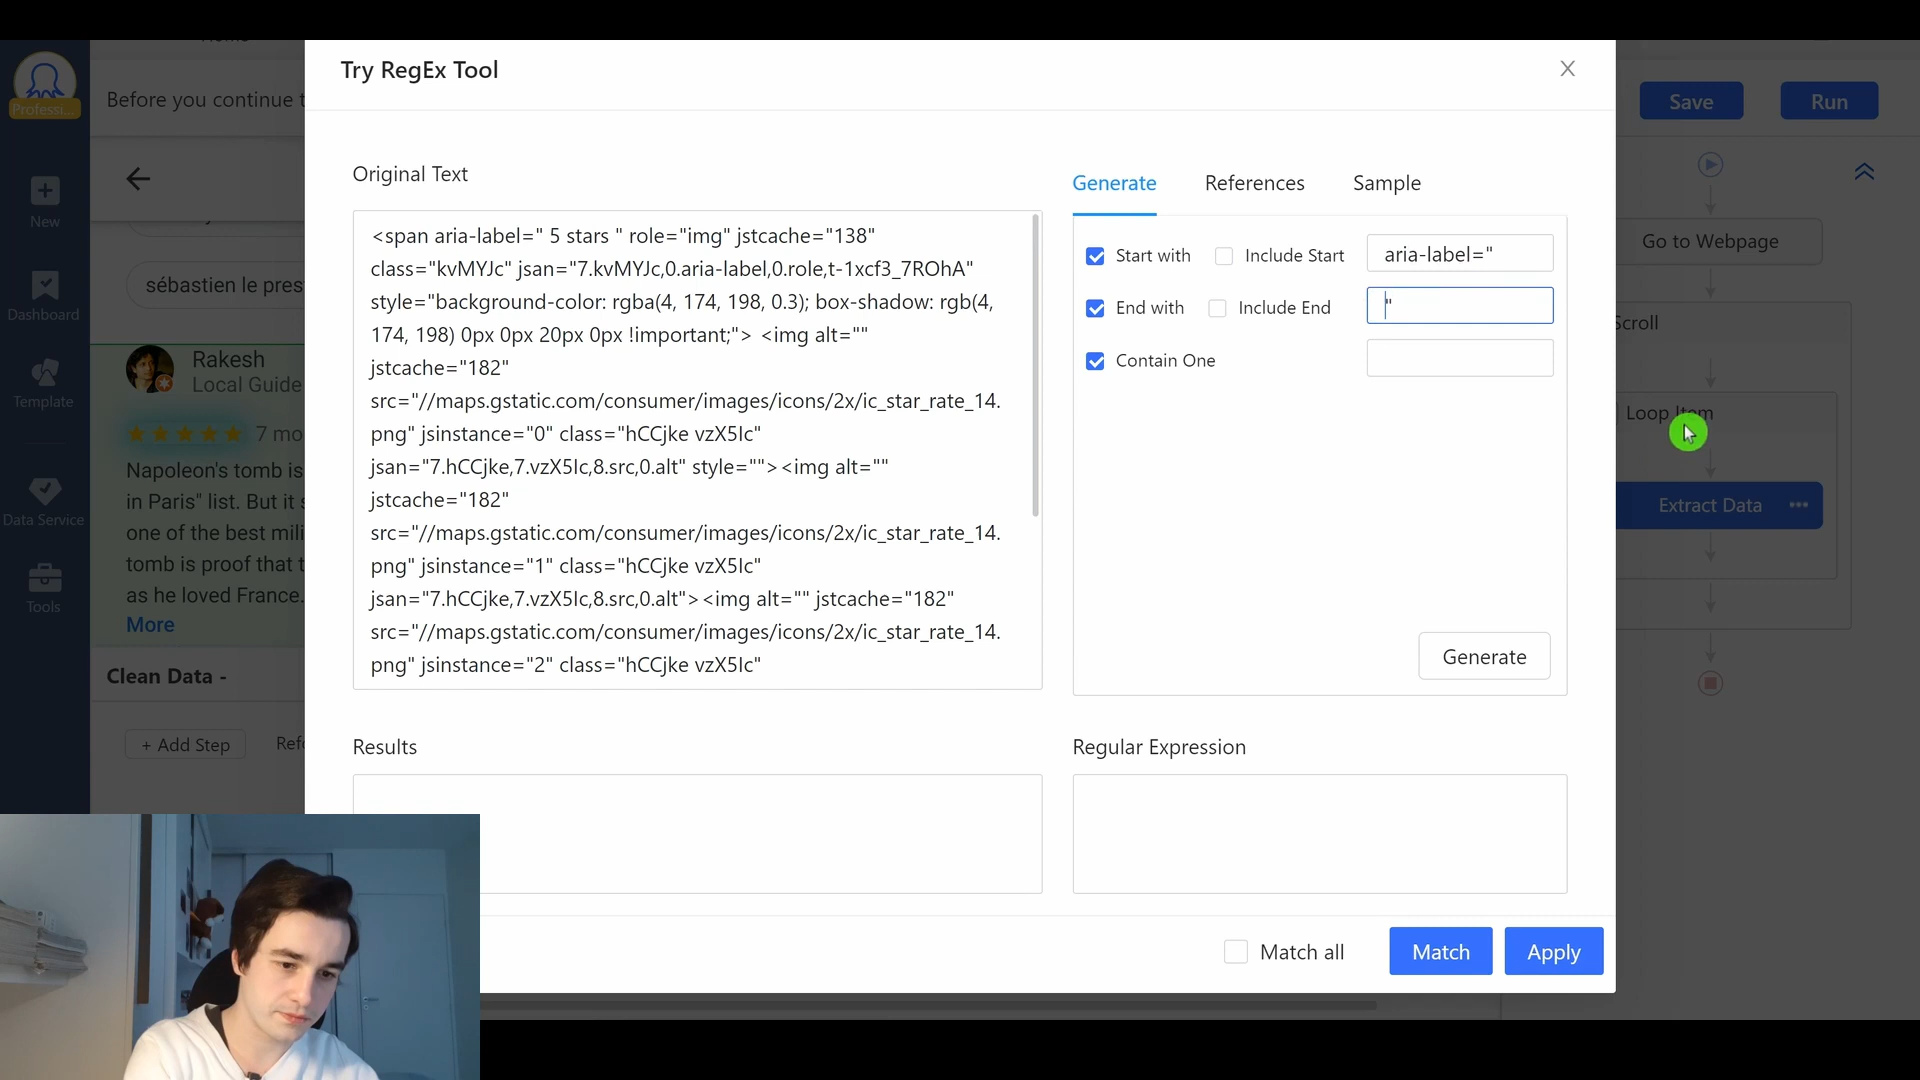 Try RegEx Tool
Professi...
Before you continue t
Save
Run
New
Dashboard
Template
Data Service
Tools
sébastien le pres
Rakesh
Local Guide
7 mo
Napoleon's tomb is
in Paris" list. But it s
one of the best mili
tomb is proof that t
as he loved France.
More
Clean Data -
+ Add Step
Original Text
<span aria-label=" 5 stars " role="img" jstcache="138"
class="kvMYJc" jsan="7.kvMYJc,0.aria-label,0.role,t-1xcf3_7ROhA"
style="background-color: rgba(4, 174, 198, 0.3); box-shadow: rgb(4,
174, 198) 0px 0px 20px 0px !important;"> <img alt=""
jstcache="182"
src="//maps.gstatic.com/consumer/images/icons/2x/ic_star_rate_14.
png" jsinstance="0" class="hCCjke vzX5Ic"
jsan="7.hCCjke,7.vzX5Ic,8.src,0.alt" style=""><img alt=""
jstcache="182"
src="//maps.gstatic.com/consumer/images/icons/2x/ic_star_rate_14.
png" jsinstance="1" class="hCCjke vzX5Ic"
jsan="7.hCCjke,7.vzX5Ic,8.src,0.alt"><img alt="" jstcache="182"
src="//maps.gstatic.com/consumer/images/icons/2x/ic_star_rate_14.
png" jsinstance="2" class="hCCjke vzX5Ic"
Generate References Sample
Start with Include Start aria-label="
End with Include End "
Contain One
Generate
Results
Regular Expression
Match all
Match
Apply
Go to Webpage
Scroll
Loop Item
Extract Data